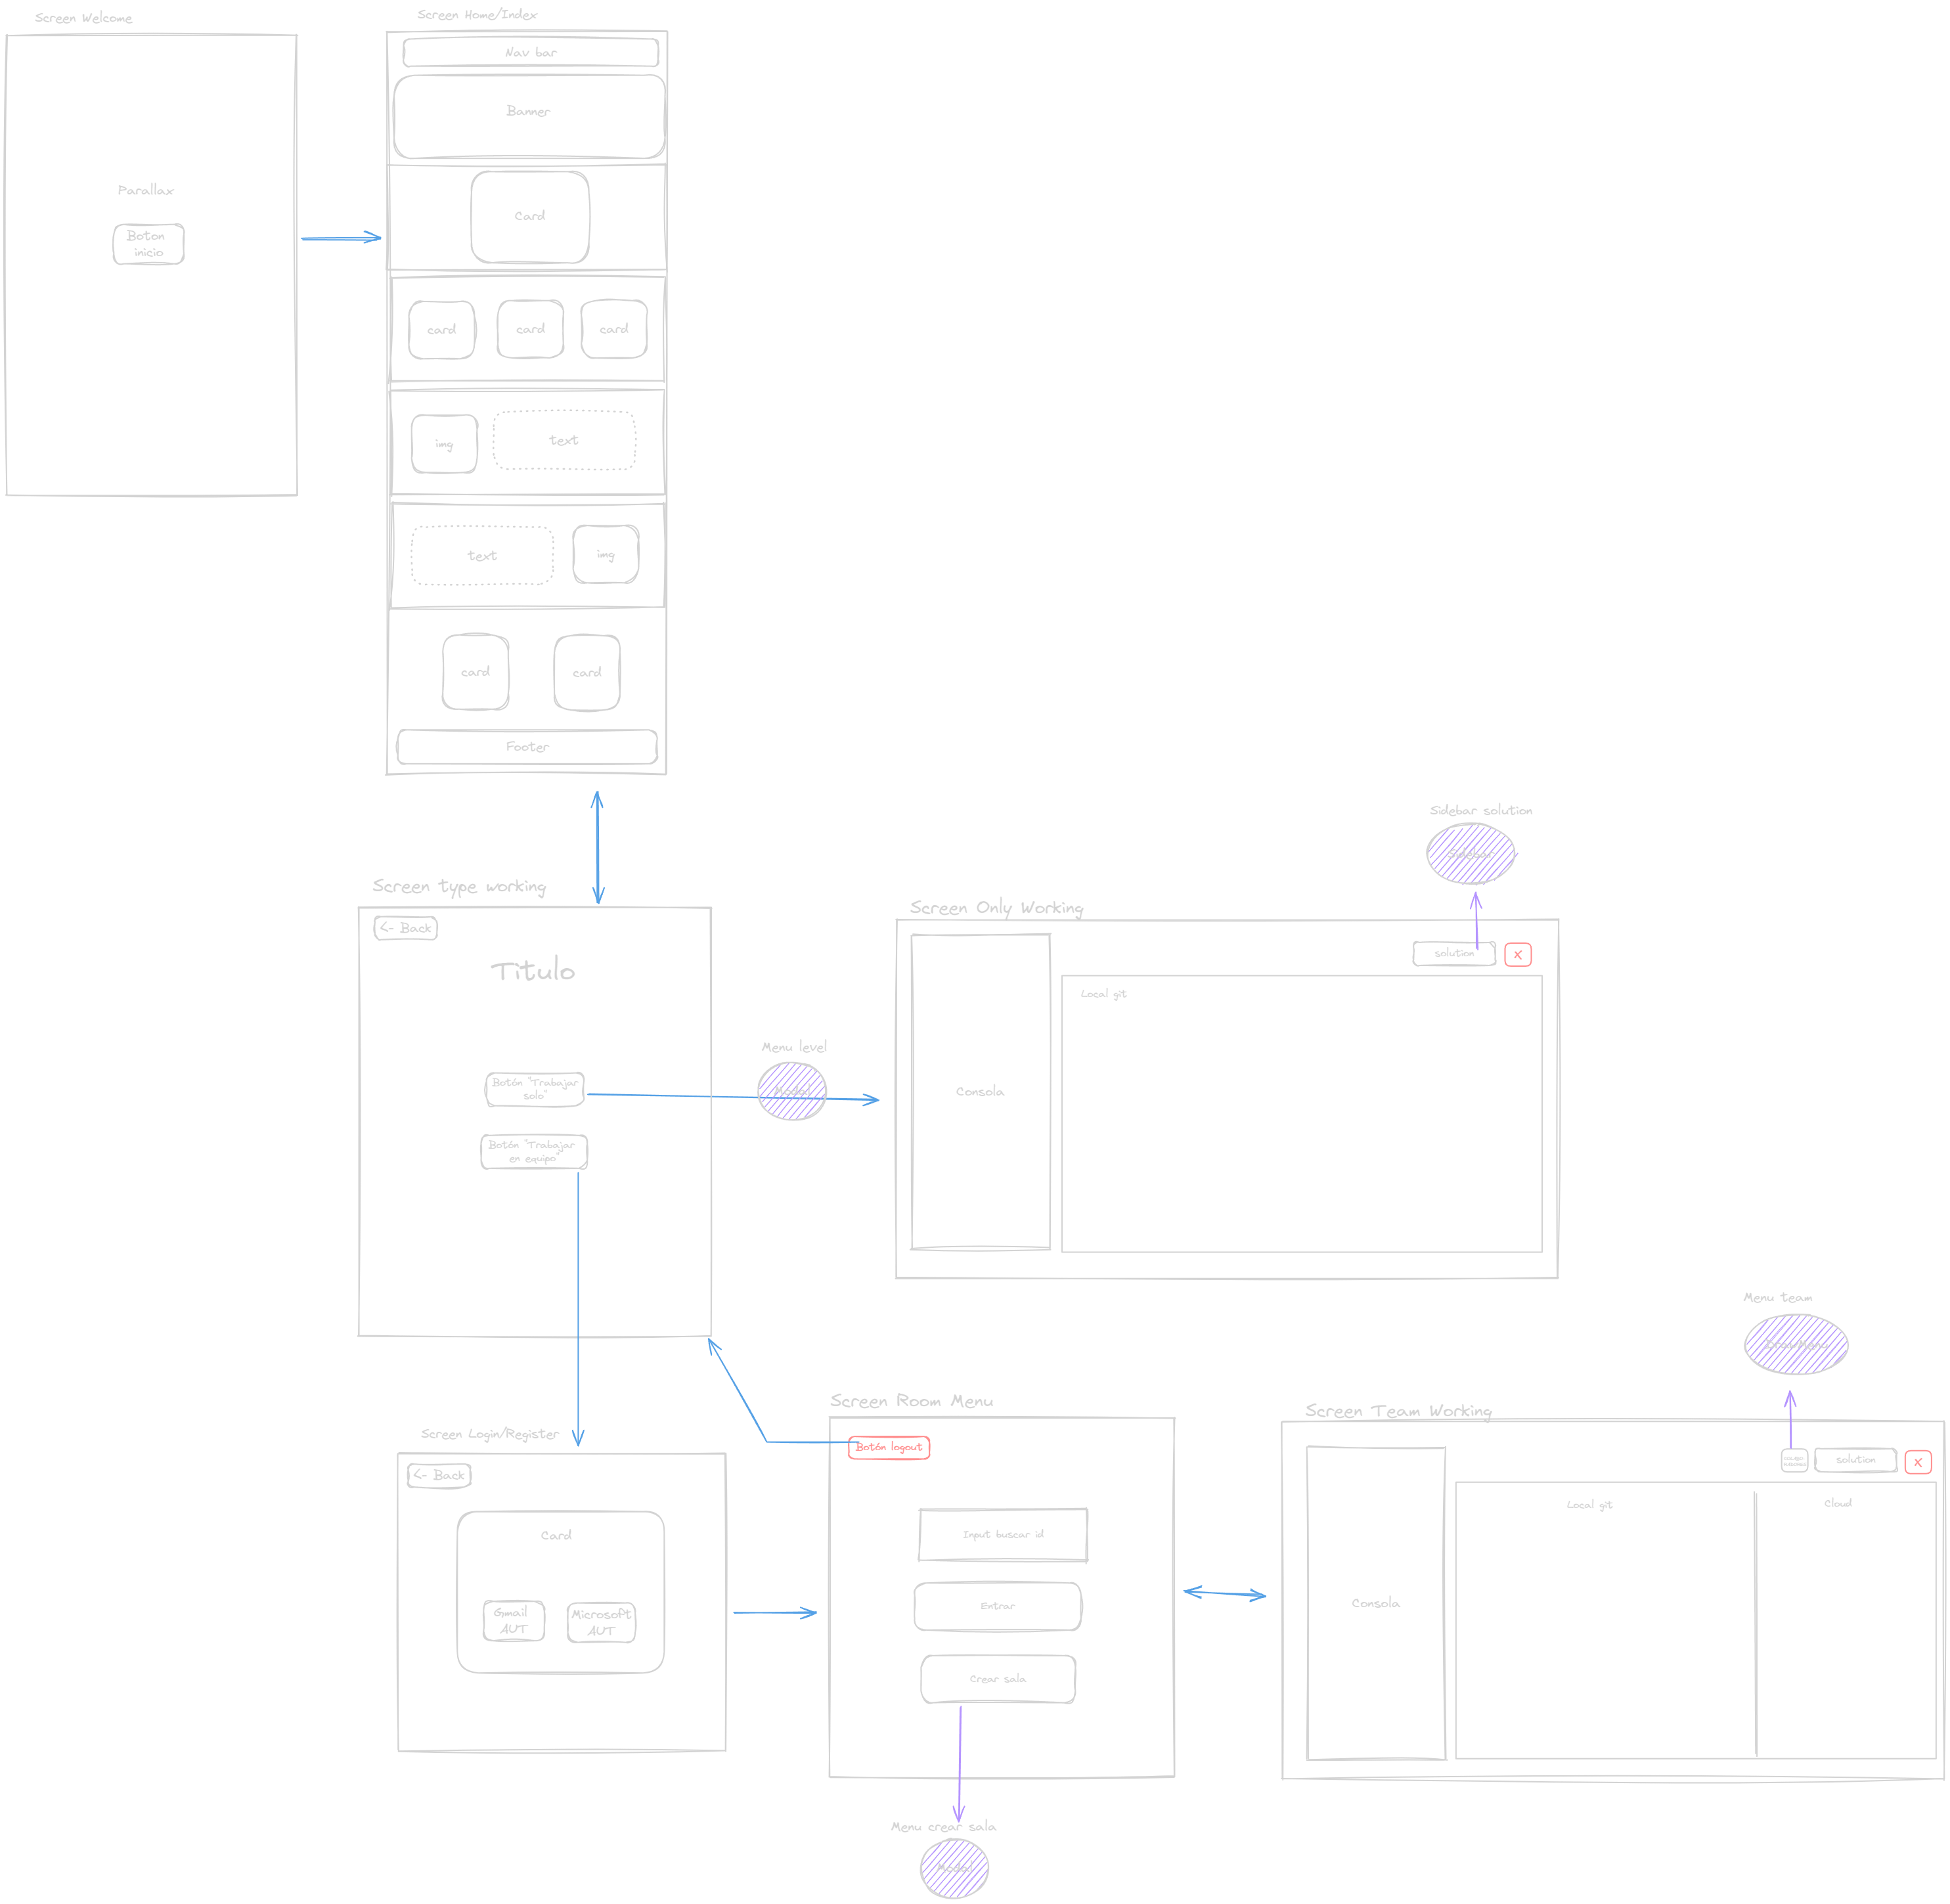 Screen Welcome
Parallax
Boton
inicio
Screen Home/Index
Nav bar
Banner
Card
card
card
card
img
text
text
img
card
card
Footer
Screen type working
<- Back
Titulo
Botón "Trabajar
solo"
Botón "Trabajar
en equipo"
Menu level
Modal
Screen Only Working
Consola
Local git
solution
x
Sidebar solution
Sidebar
Screen Login/Register
<- Back
Card
Gmail
AUT
Microsoft
AUT
Screen Room Menu
Botón logout
Input buscar id
Entrar
Crear sala
Menu crear sala
Modal
Screen Team Working
Consola
Local git
Cloud
solution
x
Menu team